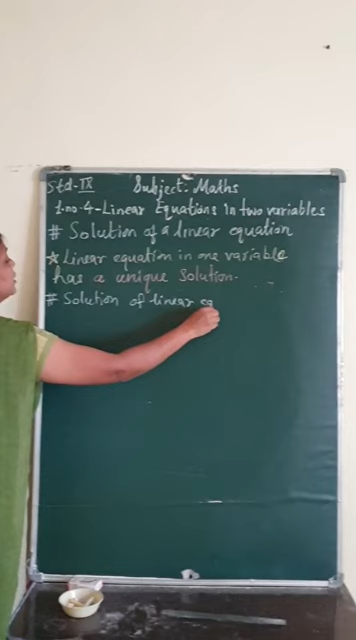 Std-IX Subject: Maths
L.no.4-Linear Equations in two variables
# Solution of a linear equation
☆ Linear equation in one variable
has a unique solution.
# Solution of linear eq